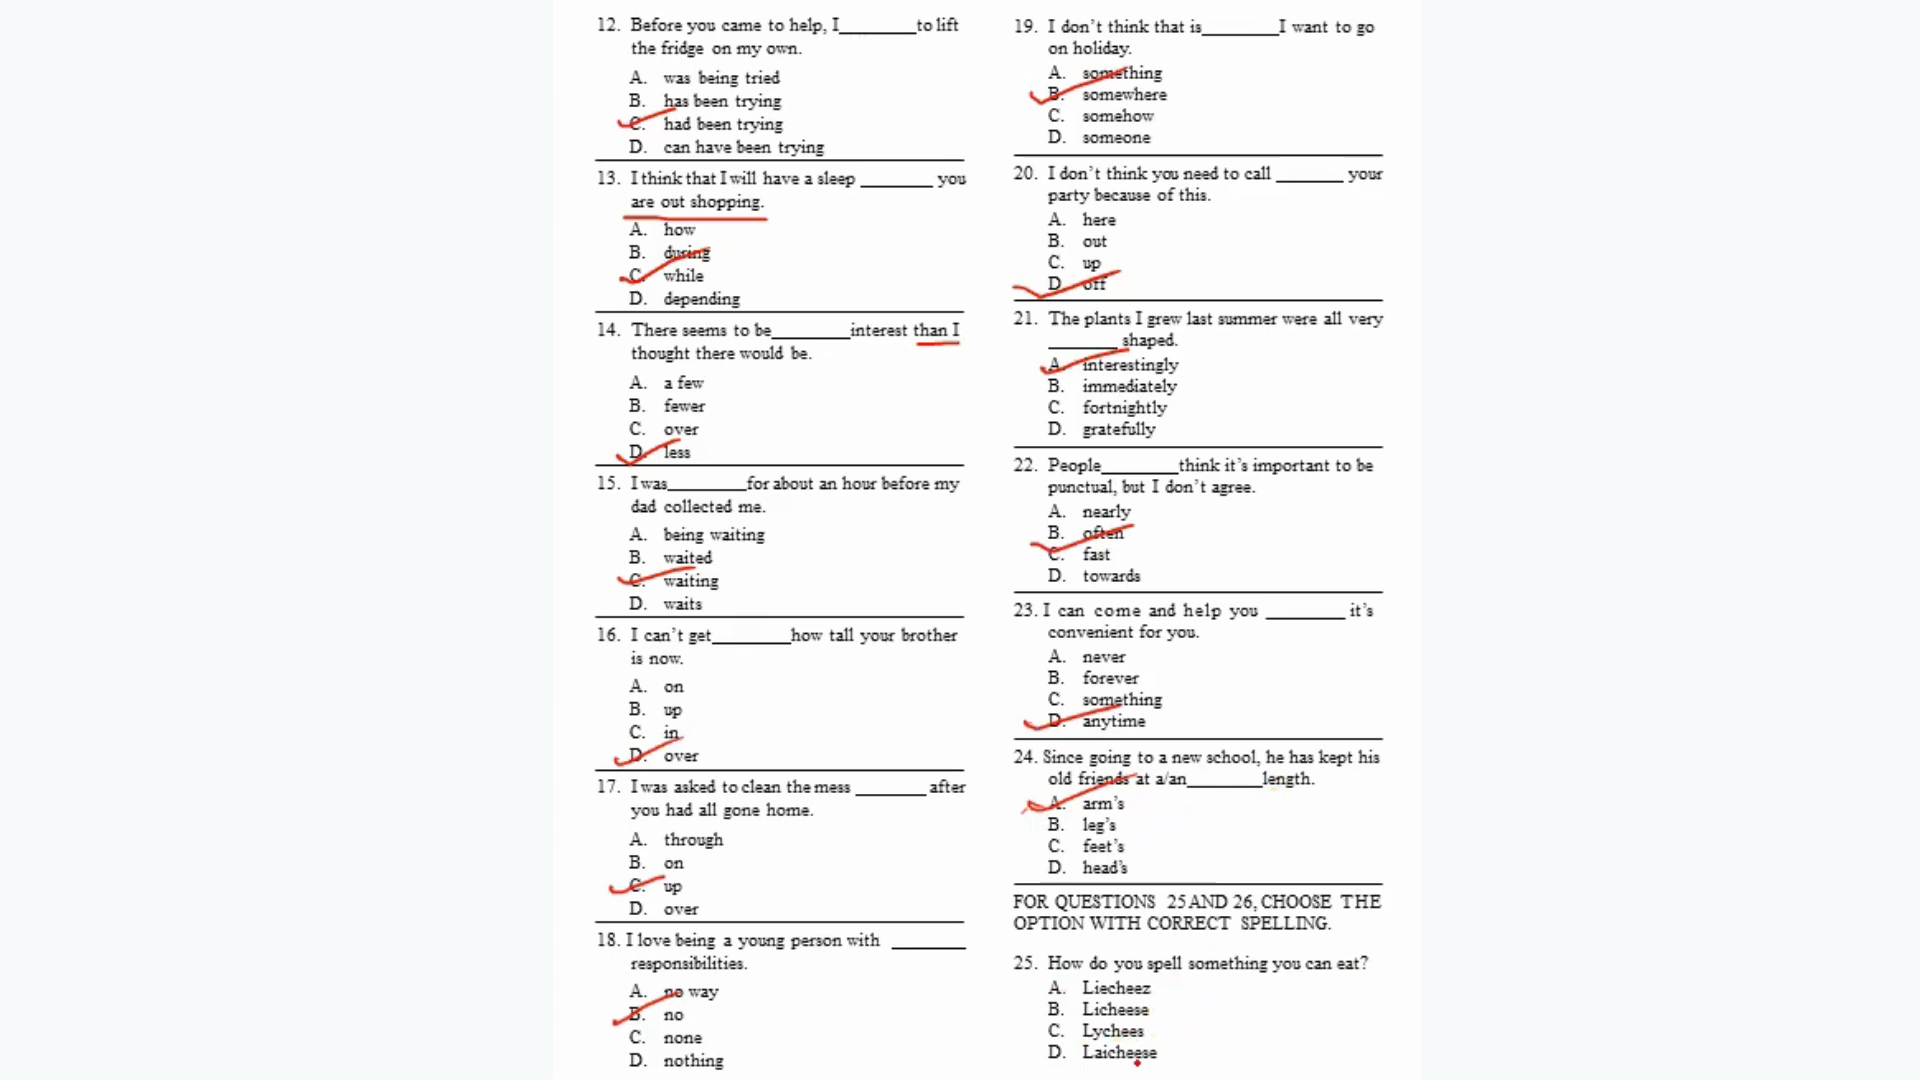 12. Before you came to help, I________to lift
the fridge on my own.
A. was being tried
B. has been trying
C. had been trying
D. can have been trying
13. I think that I will have a sleep ________ you
are out shopping.
A. how
B. during
C. while
D. depending
14. There seems to be________interest than I
thought there would be.
A. a few
B. fewer
C. over
D. less
15. I was________for about an hour before my
dad collected me.
A. being waiting
B. waited
C. waiting
D. waits
16. I can't get________how tall your brother
is now.
A. on
B. up
C. in
D. over
17. I was asked to clean the mess ________ after
you had all gone home.
A. through
B. on
C. up
D. over
18. I love being a young person with ________
responsibilities.
A. no way
B. no
C. none
D. nothing
19. I don't think that is________I want to go
on holiday.
A. something
B. somewhere
C. somehow
D. someone
20. I don't think you need to call ________ your
party because of this.
A. here
B. out
C. up
D. off
21. The plants I grew last summer were all very
________ shaped.
A. interestingly
B. immediately
C. fortnightly
D. gratefully
22. People________think it's important to be
punctual, but I don't agree.
A. nearly
B. often
C. fast
D. towards
23. I can come and help you ________ it's
convenient for you.
A. never
B. forever
C. something
D. anytime
24. Since going to a new school, he has kept his
old friends at a/an________length.
A. arm's
B. leg's
C. feet's
D. head's
FOR QUESTIONS 25 AND 26, CHOOSE THE
OPTION WITH CORRECT SPELLING.
25. How do you spell something you can eat?
A. Liecheez
B. Licheese
C. Lychees
D. Laicheese